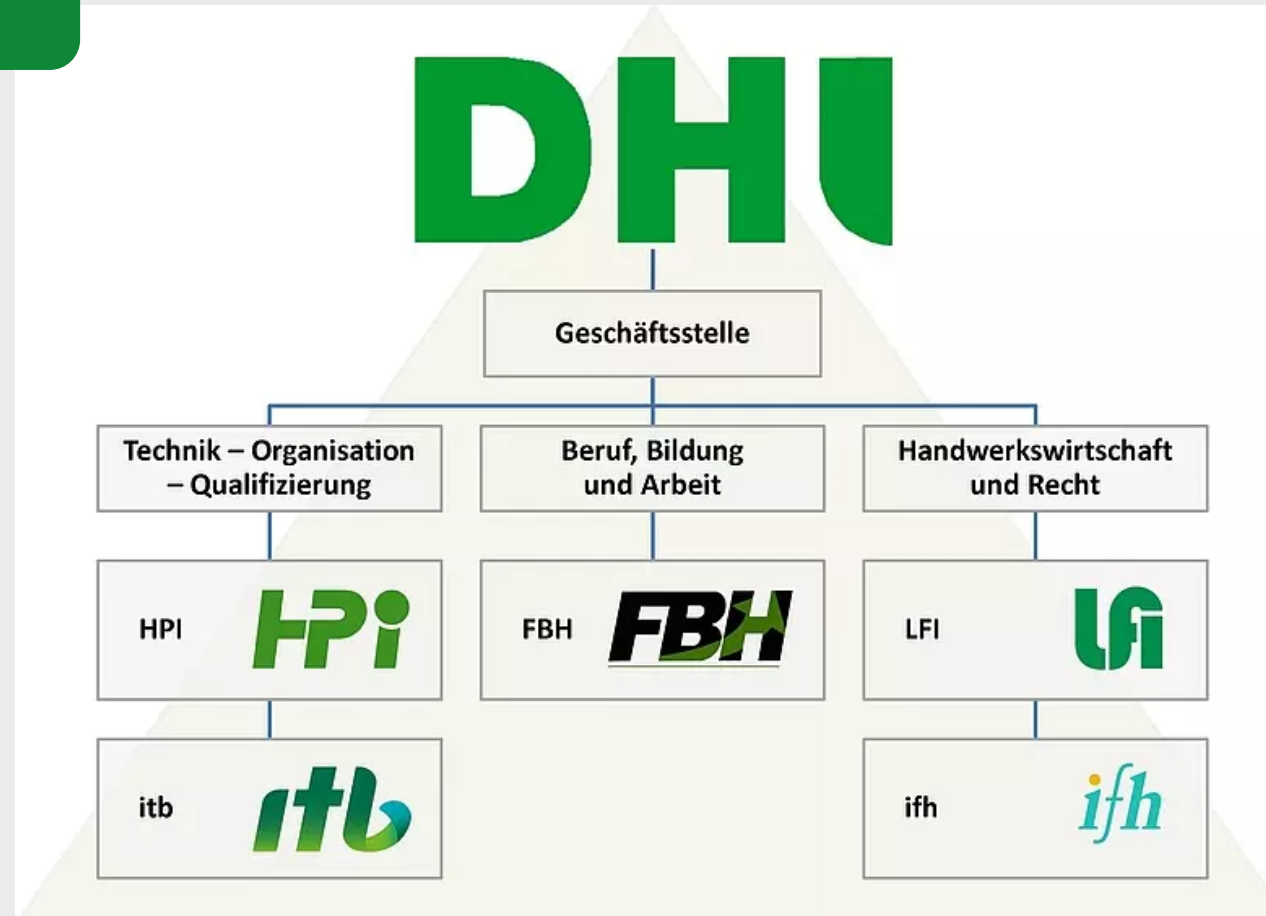 DHI
Geschäftsstelle
Technik – Organisation
– Qualifizierung
Beruf, Bildung
und Arbeit
Handwerkswirtschaft
und Recht
HPI HPi
FBH FBH
LFI LFi
itb itb
ifh ifh